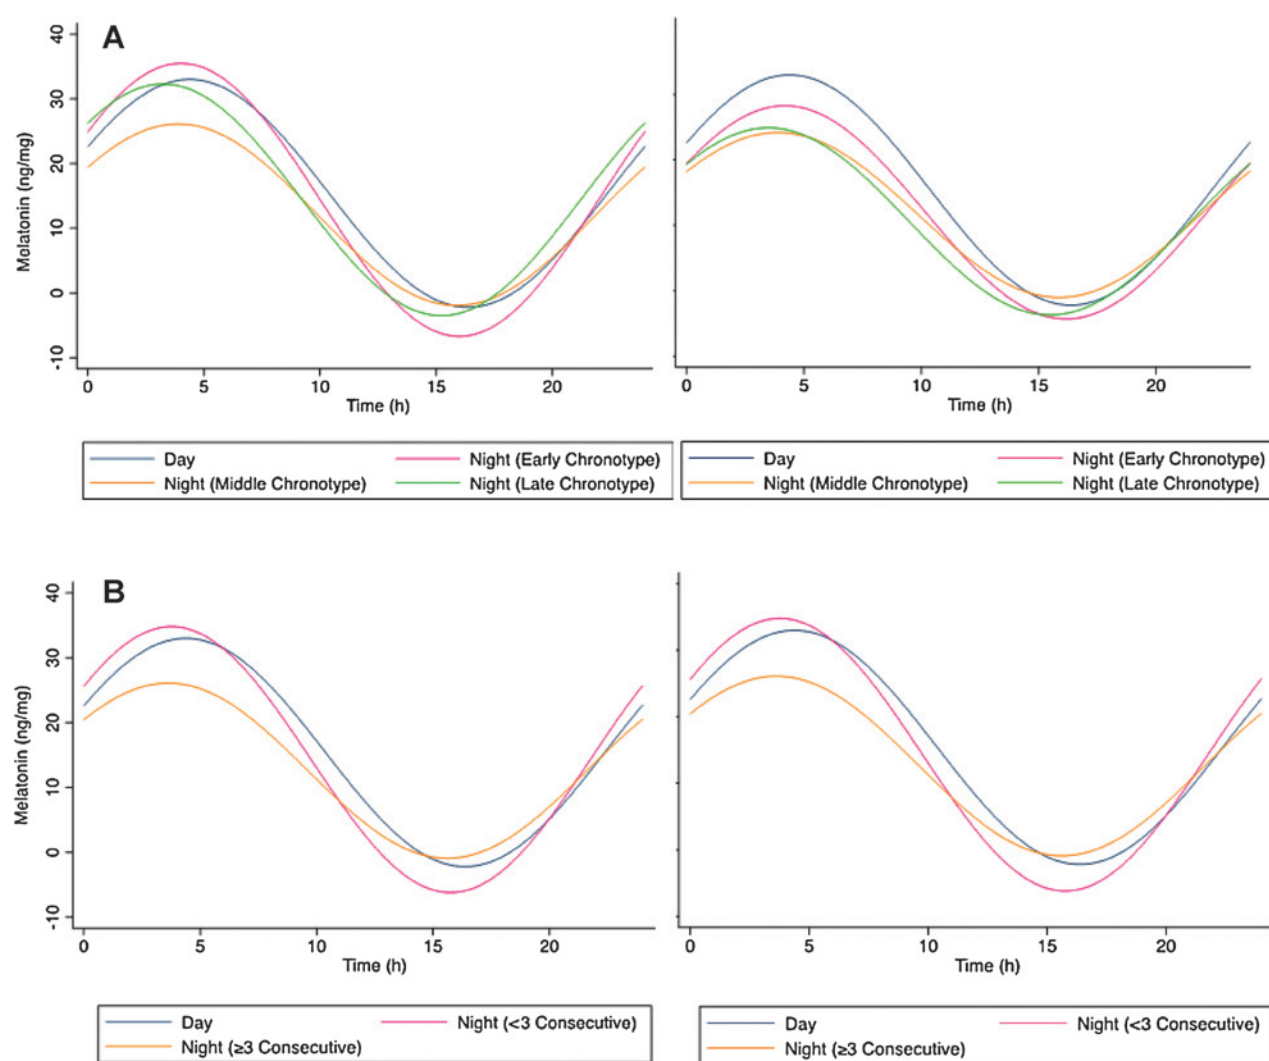 A
Melatonin (ng/mg)
40
30
20
10
0
-10
0 5 10 15 20
Time (h)
0 5 10 15 20
Time (h)
Day
Night (Early Chronotype)
Night (Middle Chronotype)
Night (Late Chronotype)
Day
Night (Early Chronotype)
Night (Middle Chronotype)
Night (Late Chronotype)
B
Melatonin (ng/mg)
40
30
20
10
0
-10
0 5 10 15 20
Time (h)
0 5 10 15 20
Time (h)
Day
Night (<3 Consecutive)
Night (≥3 Consecutive)
Day
Night (<3 Consecutive)
Night (≥3 Consecutive)